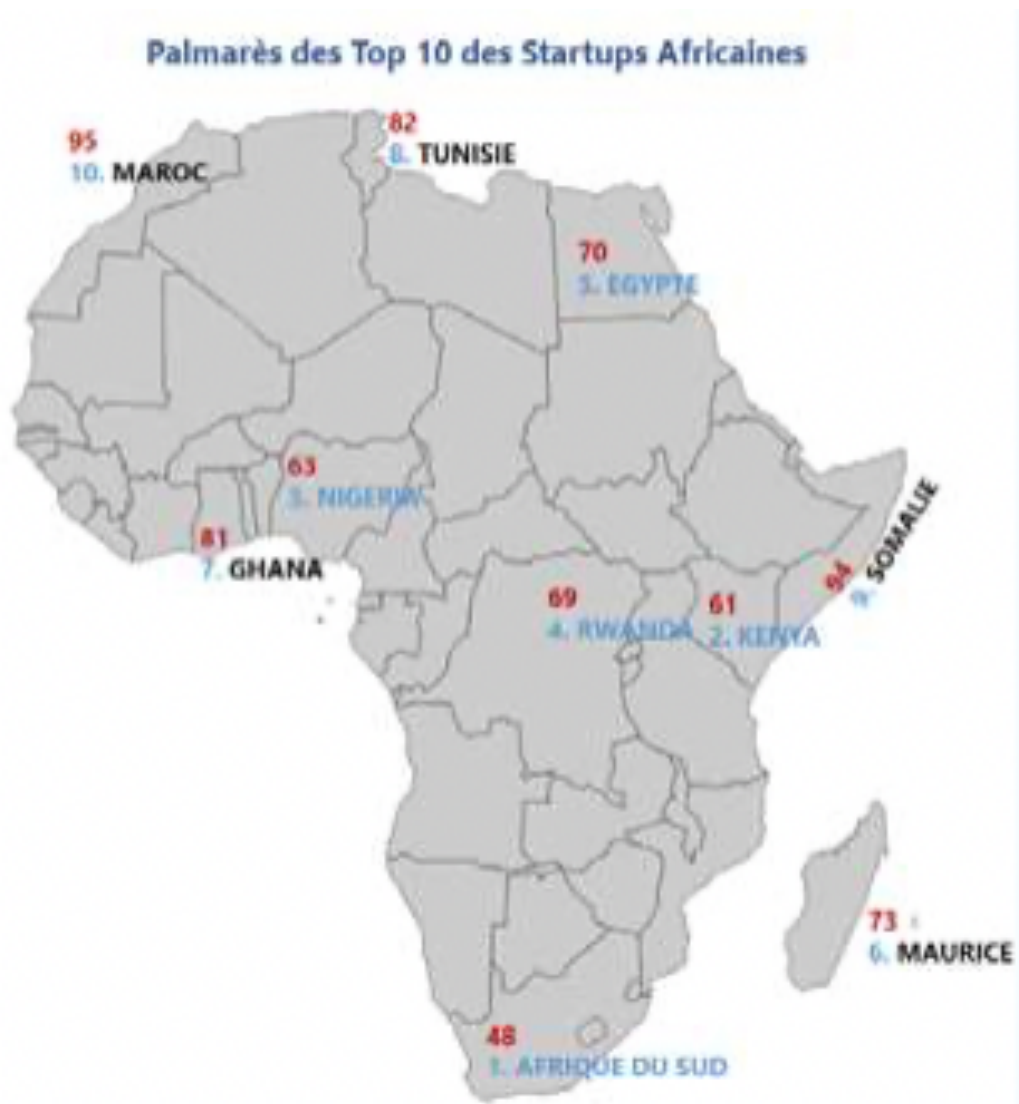 Palmarès des Top 10 des Startups Africaines
95
10. MAROC
82
8. TUNISIE
70
5. EGYPTE
63
3. NIGERIA
81
7. GHANA
94
9. SOMALIE
69
4. RWANDA
61
2. KENYA
73
6. MAURICE
48
1. AFRIQUE DU SUD